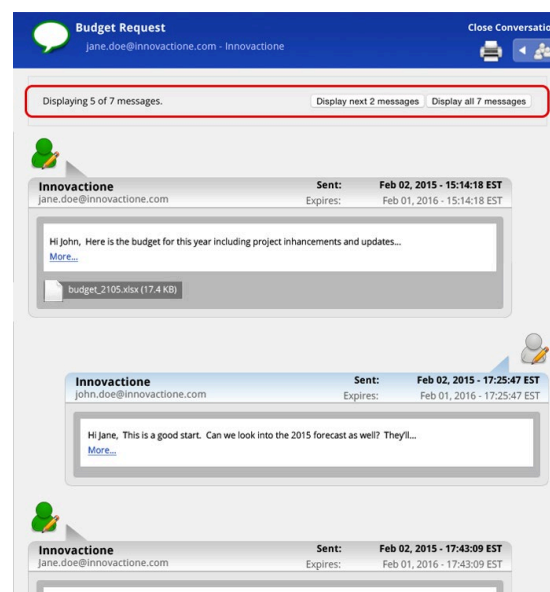 Budget Request
Close Conversatio
jane.doe@innovactione.com - Innovactione
Displaying 5 of 7 messages.
Display next 2 messages
Display all 7 messages
Innovactione
Sent: Feb 02, 2015 - 15:14:18 EST
jane.doe@innovactione.com
Expires: Feb 01, 2016 - 15:14:18 EST
Hi John, Here is the budget for this year including project inhancements and updates...
More...
budget_2105.xlsx (17.4 KB)
Innovactione
Sent: Feb 02, 2015 - 17:25:47 EST
john.doe@innovactione.com
Expires: Feb 01, 2016 - 17:25:47 EST
Hi Jane, This is a good start. Can we look into the 2015 forecast as well? They'll...
More...
Innovactione
Sent: Feb 02, 2015 - 17:43:09 EST
jane.doe@innovactione.com
Expires: Feb 01, 2016 - 17:43:09 EST